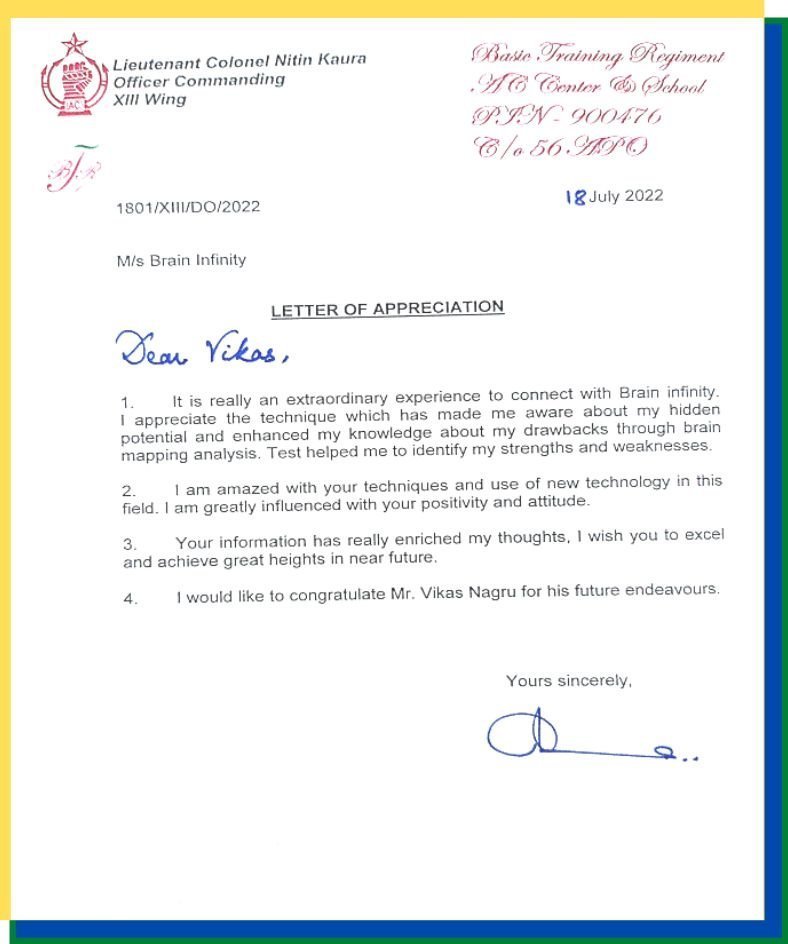 Lieutenant Colonel Nitin Kaura
Officer Commanding
XIII Wing
IAC
Basic Training Regiment
AC Center & School
PIN - 900476
C/o 56 APO
BTR
1801/XIII/DO/2022
18 July 2022
M/s Brain Infinity
LETTER OF APPRECIATION
Dear Vikas,
1. It is really an extraordinary experience to connect with Brain infinity.
I appreciate the technique which has made me aware about my hidden
potential and enhanced my knowledge about my drawbacks through brain
mapping analysis. Test helped me to identify my strengths and weaknesses.
2. I am amazed with your techniques and use of new technology in this
field. I am greatly influenced with your positivity and attitude.
3. Your information has really enriched my thoughts, I wish you to excel
and achieve great heights in near future.
4. I would like to congratulate Mr. Vikas Nagru for his future endeavours.
Yours sincerely,